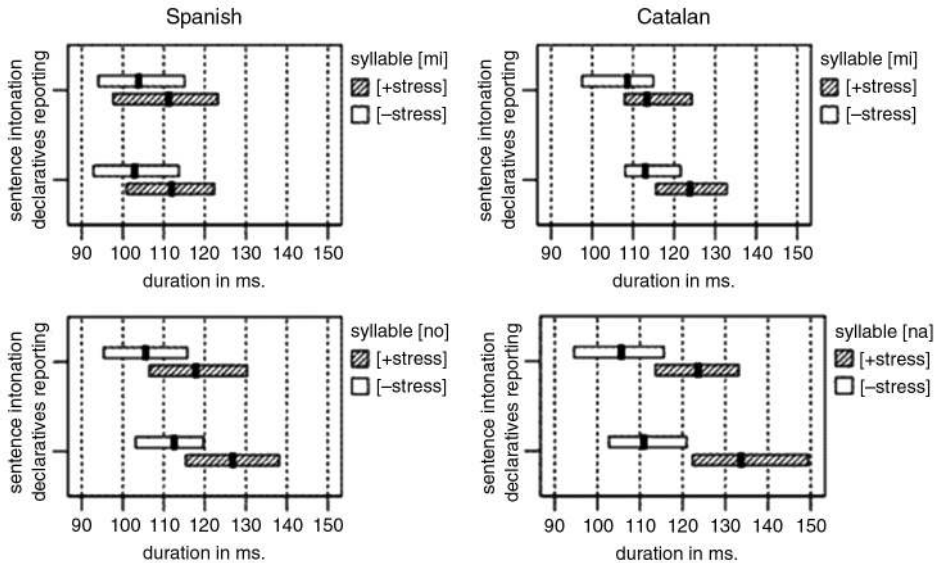 Spanish
sentence intonation
declaratives reporting
90 100 110 120 130 140 150
duration in ms.
syllable [mi]
[+stress]
[−stress]
Catalan
sentence intonation
declaratives reporting
90 100 110 120 130 140 150
duration in ms.
syllable [mi]
[+stress]
[−stress]
sentence intonation
declaratives reporting
90 100 110 120 130 140 150
duration in ms.
syllable [no]
[+stress]
[−stress]
sentence intonation
declaratives reporting
90 100 110 120 130 140 150
duration in ms.
syllable [na]
[+stress]
[−stress]